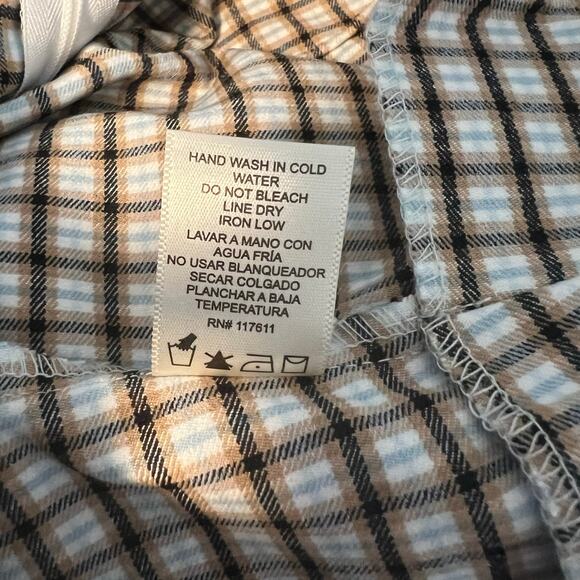 HAND WASH IN COLD
WATER
DO NOT BLEACH
LINE DRY
IRON LOW
LAVAR A MANO CON
AGUA FRÍA
NO USAR BLANQUEADOR
SECAR COLGADO
PLANCHAR A BAJA
TEMPERATURA
RN# 117611